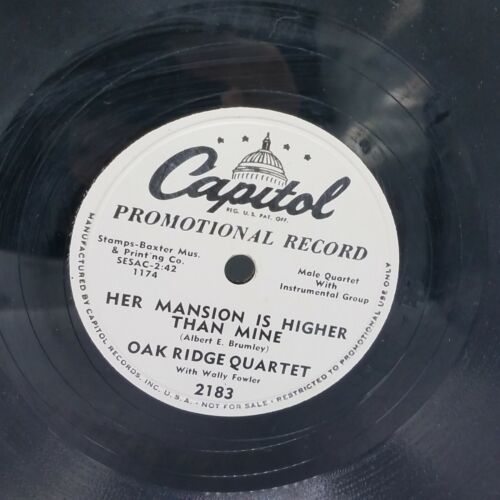 Capitol
REG. U.S. PAT. OFF.
PROMOTIONAL RECORD
Stamps-Baxter Mus.
& Print'ng Co.
SESAC-2:42
1174
Male Quartet
With
Instrumental Group
HER MANSION IS HIGHER
THAN MINE
(Albert E. Brumley)
OAK RIDGE QUARTET
With Wally Fowler
2183
MANUFACTURED BY CAPITOL RECORDS, INC. U.S.A. • NOT FOR SALE • RESTRICTED TO PROMOTIONAL USE ONLY